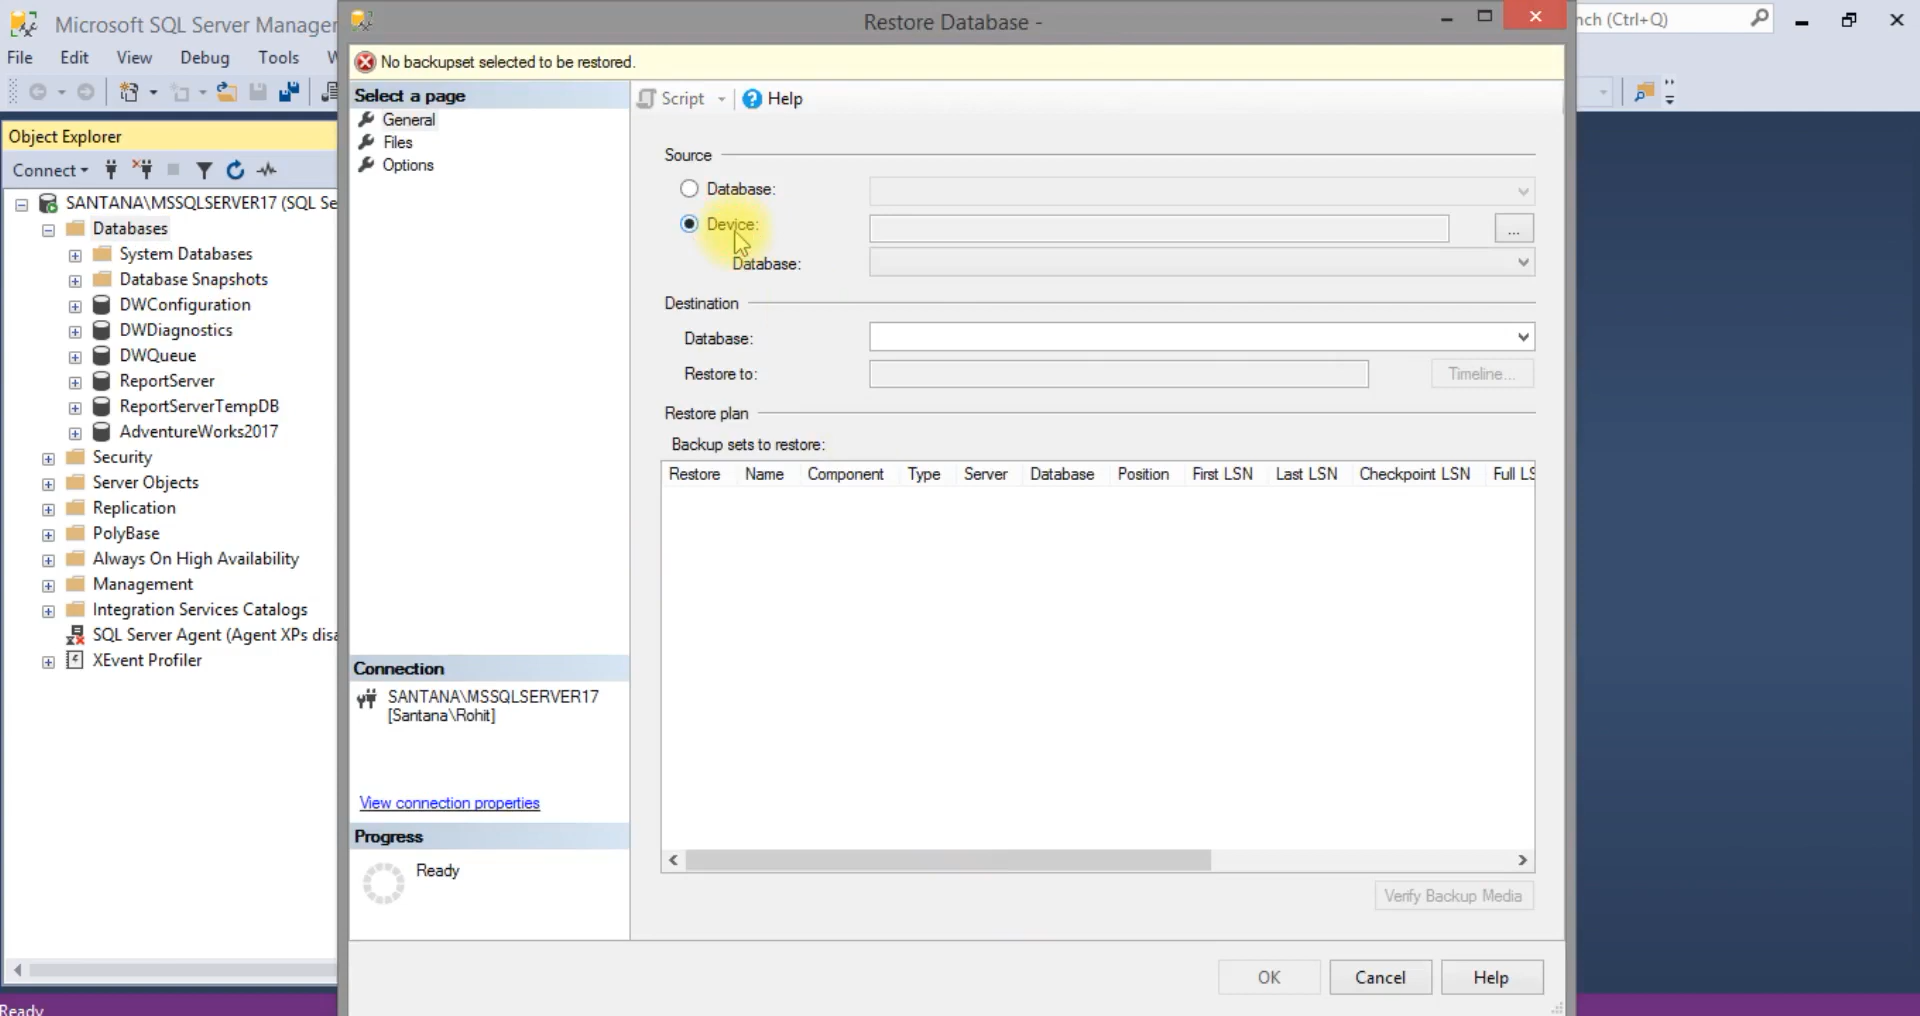 Microsoft SQL Server Manager
Restore Database -
nch (Ctrl+Q)
File Edit View Debug Tools
No backupset selected to be restored.
Select a page
General
Files
Options
Script
Help
Object Explorer
Connect
SANTANA\MSSQLSERVER17 (SQL Se
Databases
System Databases
Database Snapshots
DWConfiguration
DWDiagnostics
DWQueue
ReportServer
ReportServerTempDB
AdventureWorks2017
Security
Server Objects
Replication
PolyBase
Always On High Availability
Management
Integration Services Catalogs
SQL Server Agent (Agent XPs disa
XEvent Profiler
Source
Database:
Device:
...
Database:
Destination
Database:
Restore to:
Timeline...
Restore plan
Backup sets to restore:
Restore Name Component Type Server Database Position First LSN Last LSN Checkpoint LSN Full LS
Connection
SANTANA\MSSQLSERVER17
[Santana\Rohit]
View connection properties
Progress
Ready
Verify Backup Media
OK Cancel Help
Ready